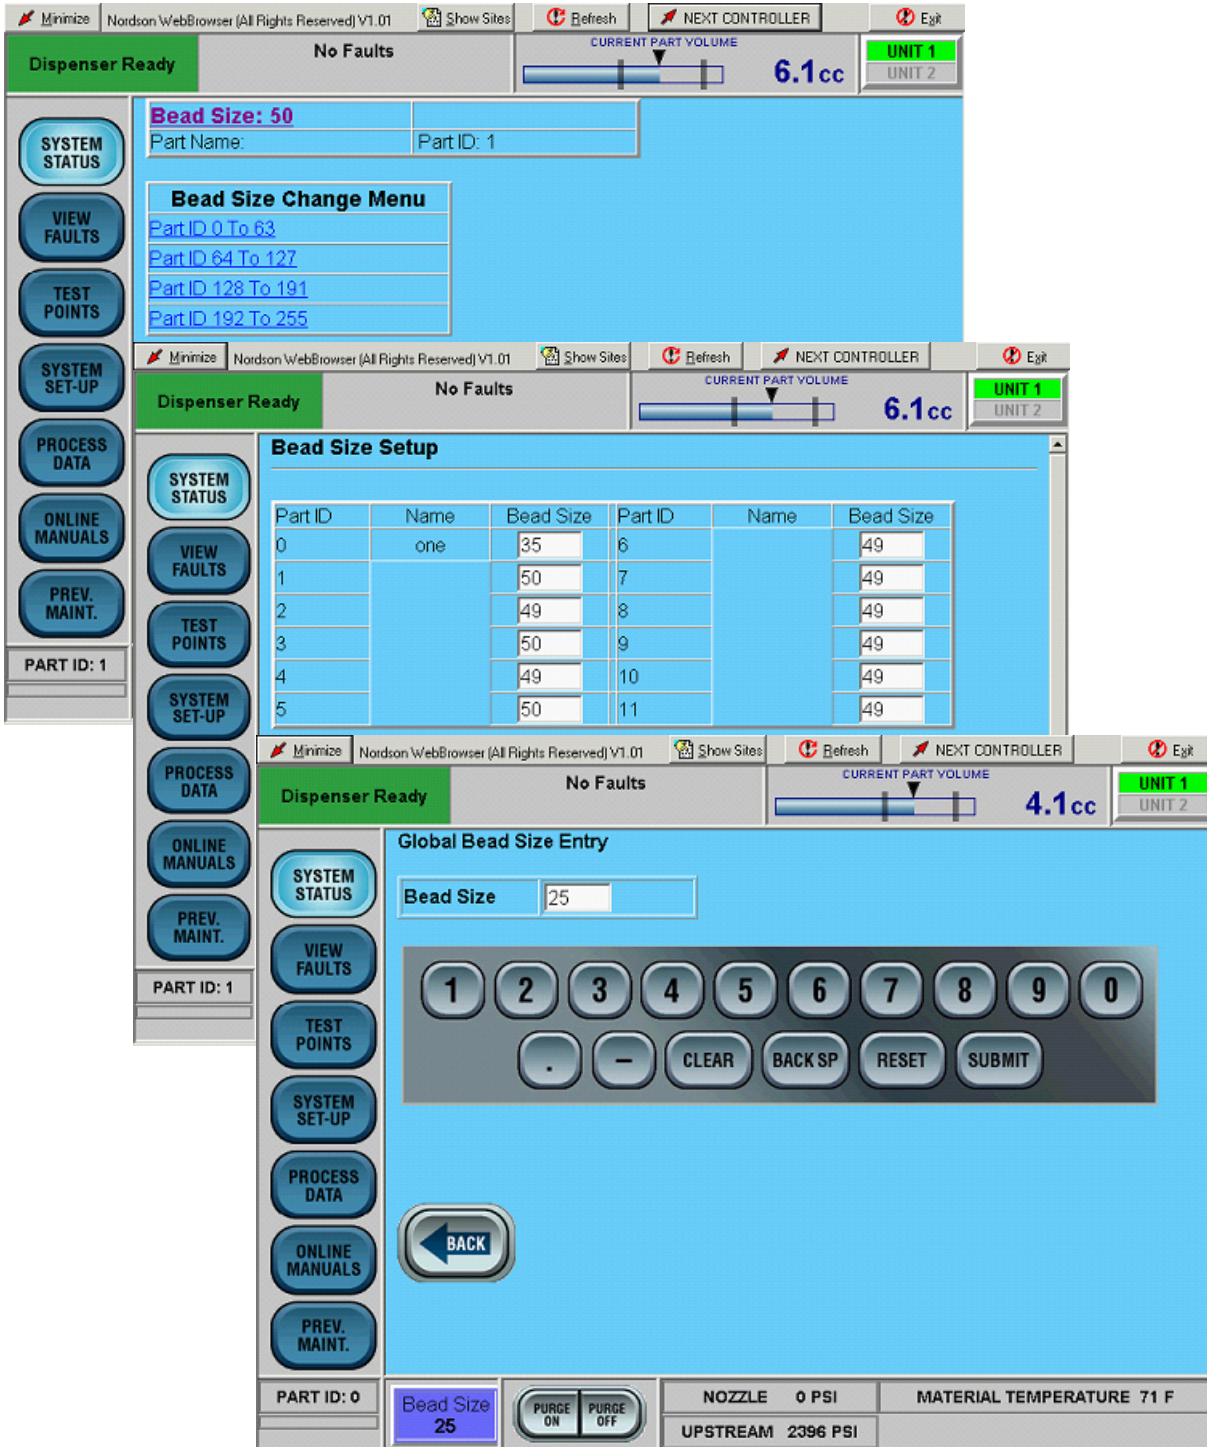 Minimize Nordson WebBrowser (All Rights Reserved) V1.01 Show Sites Refresh NEXT CONTROLLER Exit
Dispenser Ready
No Faults
CURRENT PART VOLUME
6.1cc
UNIT 1
UNIT 2
SYSTEM
STATUS
VIEW
FAULTS
TEST
POINTS
SYSTEM
SET-UP
PROCESS
DATA
ONLINE
MANUALS
PREV.
MAINT.
PART ID: 1
Bead Size: 50
Part Name: Part ID: 1
Bead Size Change Menu
Part ID 0 To 63
Part ID 64 To 127
Part ID 128 To 191
Part ID 192 To 255
Minimize Nordson WebBrowser (All Rights Reserved) V1.01 Show Sites Refresh NEXT CONTROLLER Exit
Dispenser Ready
No Faults
CURRENT PART VOLUME
6.1cc
UNIT 1
UNIT 2
SYSTEM
STATUS
VIEW
FAULTS
TEST
POINTS
SYSTEM
SET-UP
PROCESS
DATA
ONLINE
MANUALS
PREV.
MAINT.
PART ID: 1
Bead Size Setup
Part ID Name Bead Size Part ID Name Bead Size
0 one 35 6 49
1 50 7 49
2 49 8 49
3 50 9 49
4 49 10 49
5 50 11 49
Minimize Nordson WebBrowser (All Rights Reserved) V1.01 Show Sites Refresh NEXT CONTROLLER Exit
Dispenser Ready
No Faults
CURRENT PART VOLUME
4.1cc
UNIT 1
UNIT 2
SYSTEM
STATUS
VIEW
FAULTS
TEST
POINTS
SYSTEM
SET-UP
PROCESS
DATA
ONLINE
MANUALS
PREV.
MAINT.
Global Bead Size Entry
Bead Size 25
1 2 3 4 5 6 7 8 9 0
. – CLEAR BACK SP RESET SUBMIT
BACK
PART ID: 0
Bead Size
25
PURGE
ON
PURGE
OFF
NOZZLE 0 PSI
MATERIAL TEMPERATURE 71 F
UPSTREAM 2396 PSI